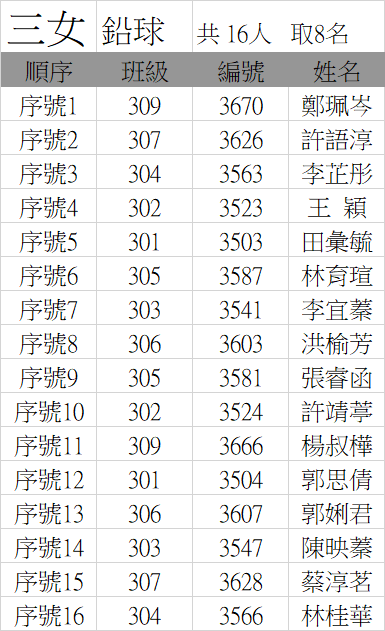 三女 鉛球 共 16人 取8名
順序 班級 編號 姓名
序號1 309 3670 鄭珮岑
序號2 307 3626 許語淳
序號3 304 3563 李芷彤
序號4 302 3523 王 穎
序號5 301 3503 田彙毓
序號6 305 3587 林育瑄
序號7 303 3541 李宜蓁
序號8 306 3603 洪榆芳
序號9 305 3581 張睿函
序號10 302 3524 許靖葶
序號11 309 3666 楊叔樺
序號12 301 3504 郭思倩
序號13 306 3607 郭娳君
序號14 303 3547 陳映蓁
序號15 307 3628 蔡淳茗
序號16 304 3566 林桂華